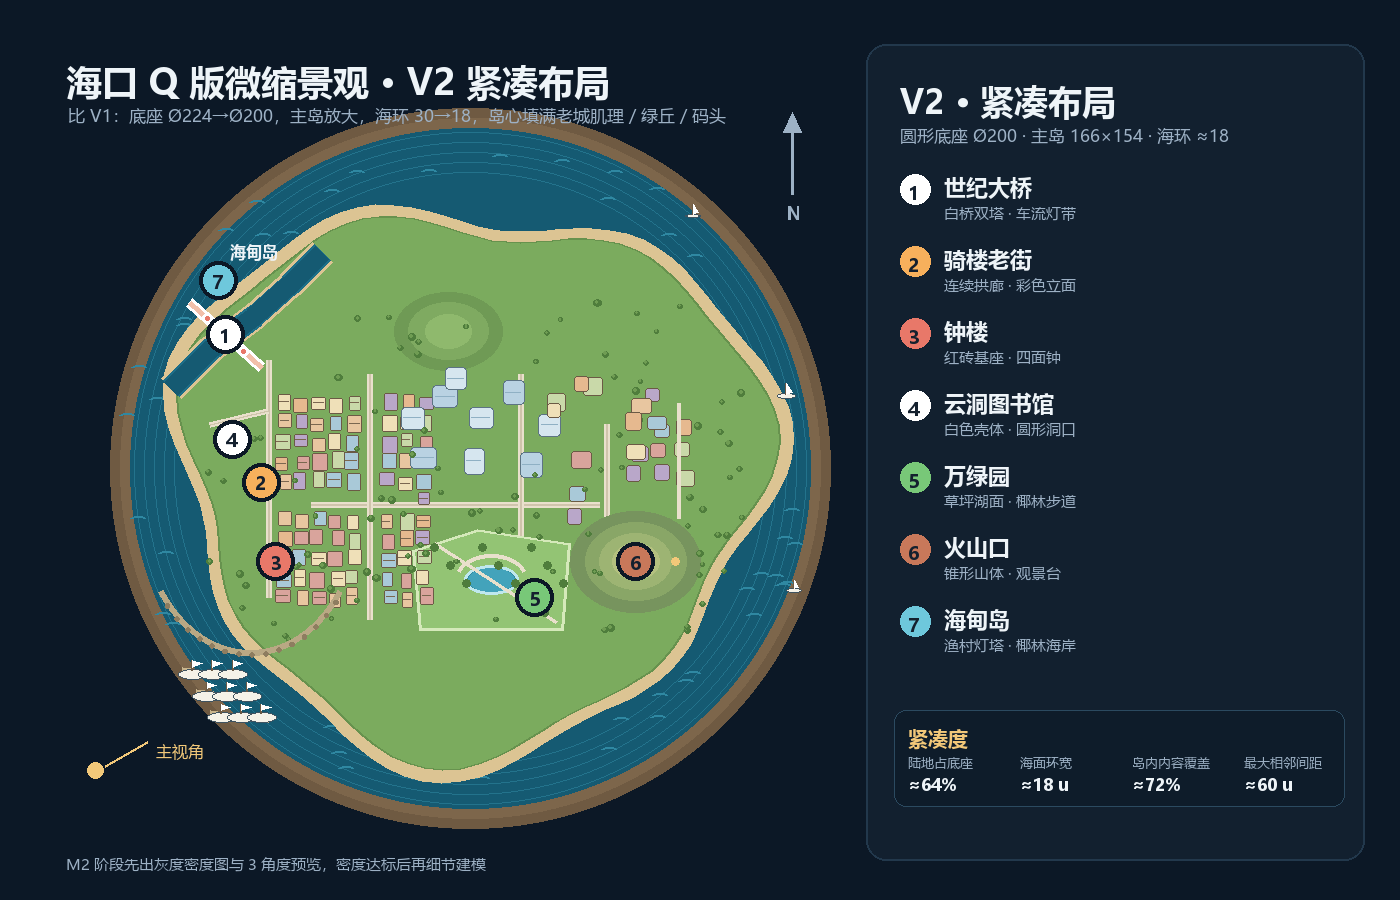 海口 Q 版微缩景观 • V2 紧凑布局
比 V1：底座 Ø224→Ø200，主岛放大，海环 30→18，岛心填满老城肌理 / 绿丘 / 码头
N
海甸岛
7
1
4
2
3
5
6
主视角
M2 阶段先出灰度密度图与 3 角度预览，密度达标后再细节建模
V2 • 紧凑布局
圆形底座 Ø200 · 主岛 166×154 · 海环 ≈18
1 世纪大桥
白桥双塔 · 车流灯带
2 骑楼老街
连续拱廊 · 彩色立面
3 钟楼
红砖基座 · 四面钟
4 云洞图书馆
白色壳体 · 圆形洞口
5 万绿园
草坪湖面 · 椰林步道
6 火山口
锥形山体 · 观景台
7 海甸岛
渔村灯塔 · 椰林海岸
紧凑度
陆地占底座 海面环宽 岛内内容覆盖 最大相邻间距
≈64% ≈18 u ≈72% ≈60 u